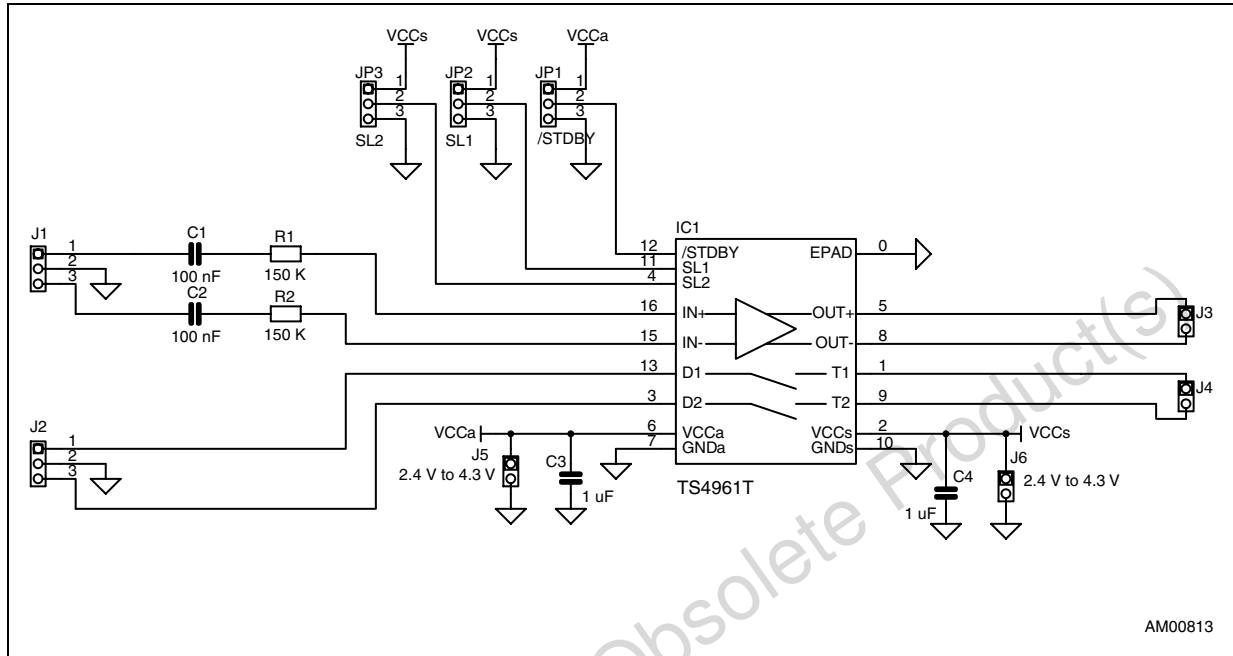 VCCs VCCs VCCa
JP3 JP2 JP1
1 1 1
2 2 2
3 3 3
SL2 SL1 /STDBY
IC1
J1
1
2
3
C1 R1
100 nF 150 K
C2 R2
100 nF 150 K
12 /STDBY EPAD 0
11 SL1
4 SL2
16 IN+ OUT+ 5
J3
15 IN- OUT- 8
13 D1 T1 1
J4
3 D2 T2 9
J2
1
2
3
VCCa 6 VCCa VCCs 2 VCCs
7 GNDa GNDs 10
J5 C3 C4 J6
2.4 V to 4.3 V 2.4 V to 4.3 V
1 uF TS4961T 1 uF
Obsolete Product(s)
AM00813